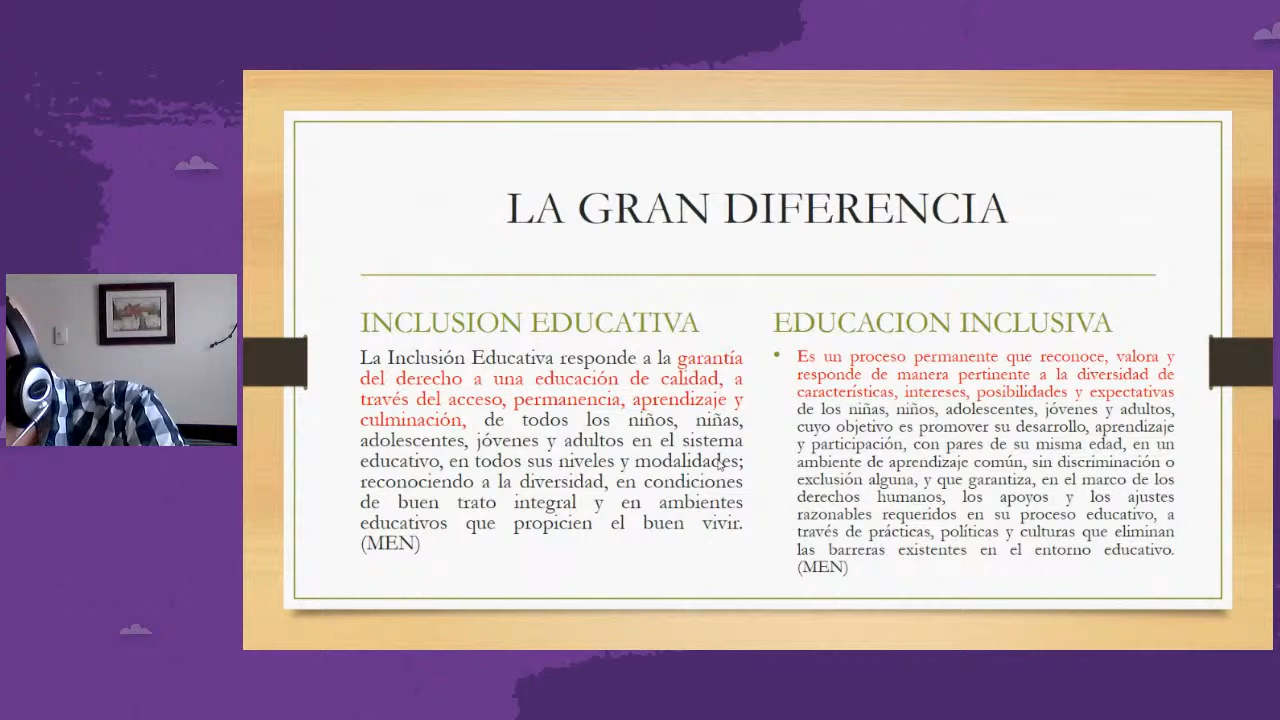 LA GRAN DIFERENCIA
INCLUSION EDUCATIVA
La Inclusión Educativa responde a la garantía
del derecho a una educación de calidad, a
través del acceso, permanencia, aprendizaje y
culminación, de todos los niños, niñas,
adolescentes, jóvenes y adultos en el sistema
educativo, en todos sus niveles y modalidades;
reconociendo a la diversidad, en condiciones
de buen trato integral y en ambientes
educativos que propicien el buen vivir.
(MEN)
EDUCACION INCLUSIVA
• Es un proceso permanente que reconoce, valora y
responde de manera pertinente a la diversidad de
características, intereses, posibilidades y expectativas
de los niñas, niños, adolescentes, jóvenes y adultos,
cuyo objetivo es promover su desarrollo, aprendizaje
y participación, con pares de su misma edad, en un
ambiente de aprendizaje común, sin discriminación o
exclusión alguna, y que garantiza, en el marco de los
derechos humanos, los apoyos y los ajustes
razonables requeridos en su proceso educativo, a
través de prácticas, políticas y culturas que eliminan
las barreras existentes en el entorno educativo.
(MEN)